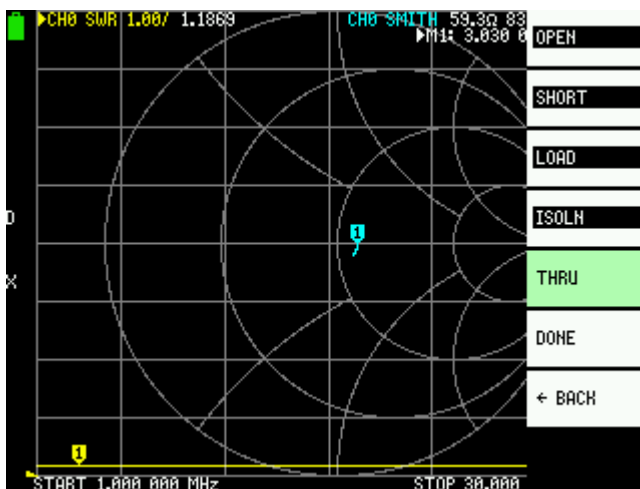 ▶CH0 SWR 1.00/ 1.1869 CH0 SMITH 59.3Ω 83
▶M1: 3.030 0
OPEN
SHORT
LOAD
ISOLN
D
1
THRU
X
DONE
← BACK
1
START 1.000 000 MHz STOP 30.000